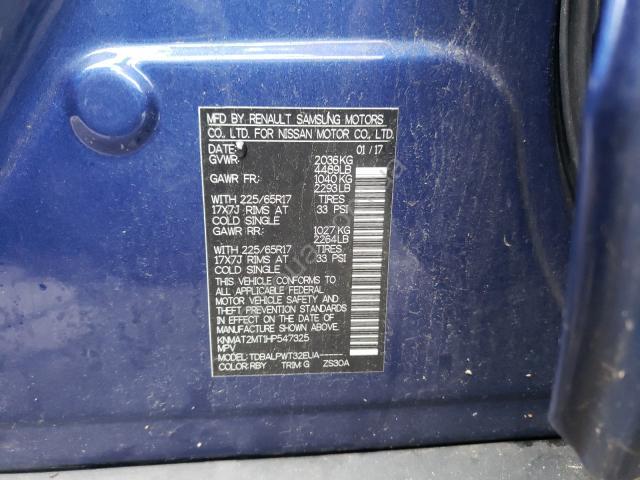 MFD BY RENAULT SAMSUNG MOTORS
CO., LTD. FOR NISSAN MOTOR CO., LTD.
DATE: 01/17
GVWR: 2036KG
4489LB
GAWR FR: 1040KG
2293LB
WITH 225/65R17 TIRES
17X7J RIMS AT 33 PSI
COLD SINGLE
GAWR RR: 1027KG
2264LB
WITH 225/65R17 TIRES
17X7J RIMS AT 33 PSI
COLD SINGLE
THIS VEHICLE CONFORMS TO
ALL APPLICABLE FEDERAL
MOTOR VEHICLE SAFETY AND
THEFT PREVENTION STANDARDS
IN EFFECT ON THE DATE OF
MANUFACTURE SHOWN ABOVE.
KNMAT2MT1HP547325
MPV
MODEL:TDBALPWT32EUA------
COLOR:RBY TRIM:G ZS30A